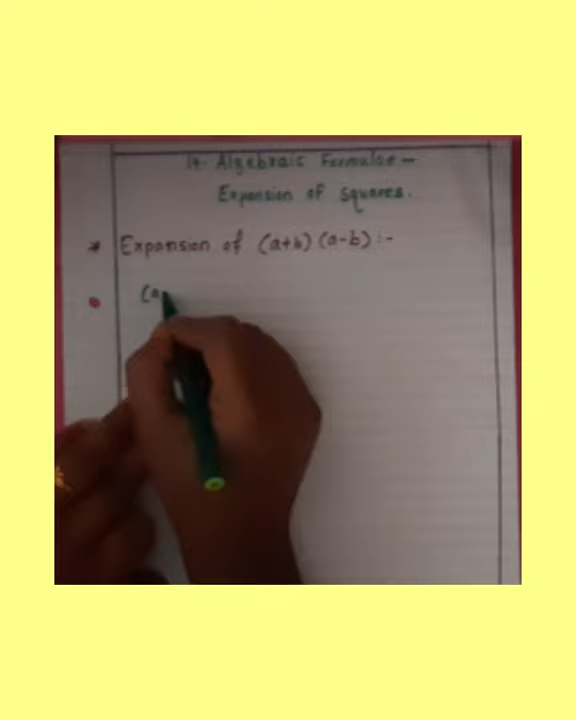 14. Algebraic Formulae -
Expansion of Squares.
* Expansion of (a+b) (a-b) :-
(a